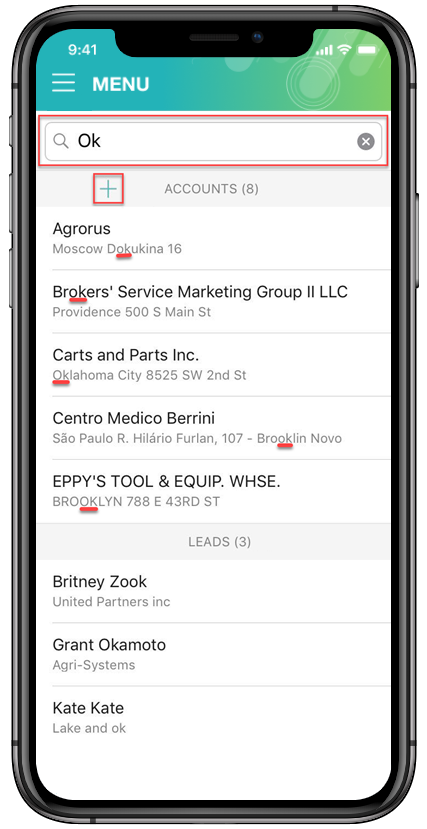 9:41
MENU
Ok
ACCOUNTS (8)
Agrorus
Moscow Dokukina 16
Brokers' Service Marketing Group II LLC
Providence 500 S Main St
Carts and Parts Inc.
Oklahoma City 8525 SW 2nd St
Centro Medico Berrini
São Paulo R. Hilário Furlan, 107 - Brooklin Novo
EPPY'S TOOL & EQUIP. WHSE.
BROOKLYN 788 E 43RD ST
LEADS (3)
Britney Zook
United Partners inc
Grant Okamoto
Agri-Systems
Kate Kate
Lake and ok